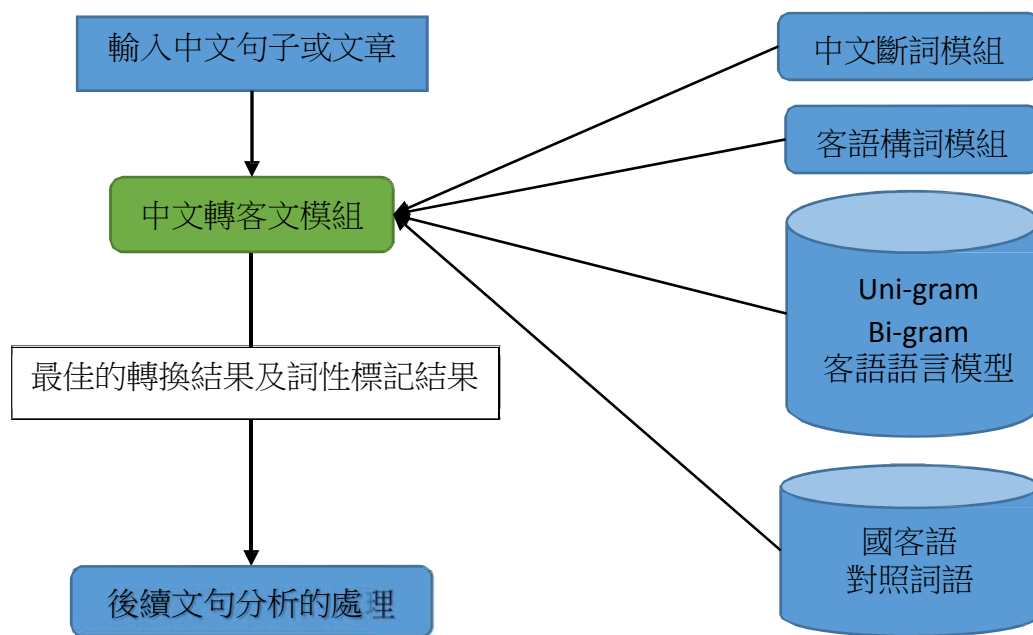 輸入中文句子或文章
中文轉客文模組
最佳的轉換結果及詞性標記結果
後續文句分析的處理
中文斷詞模組
客語構詞模組
Uni-gram
Bi-gram
客語語言模型
國客語
對照詞語